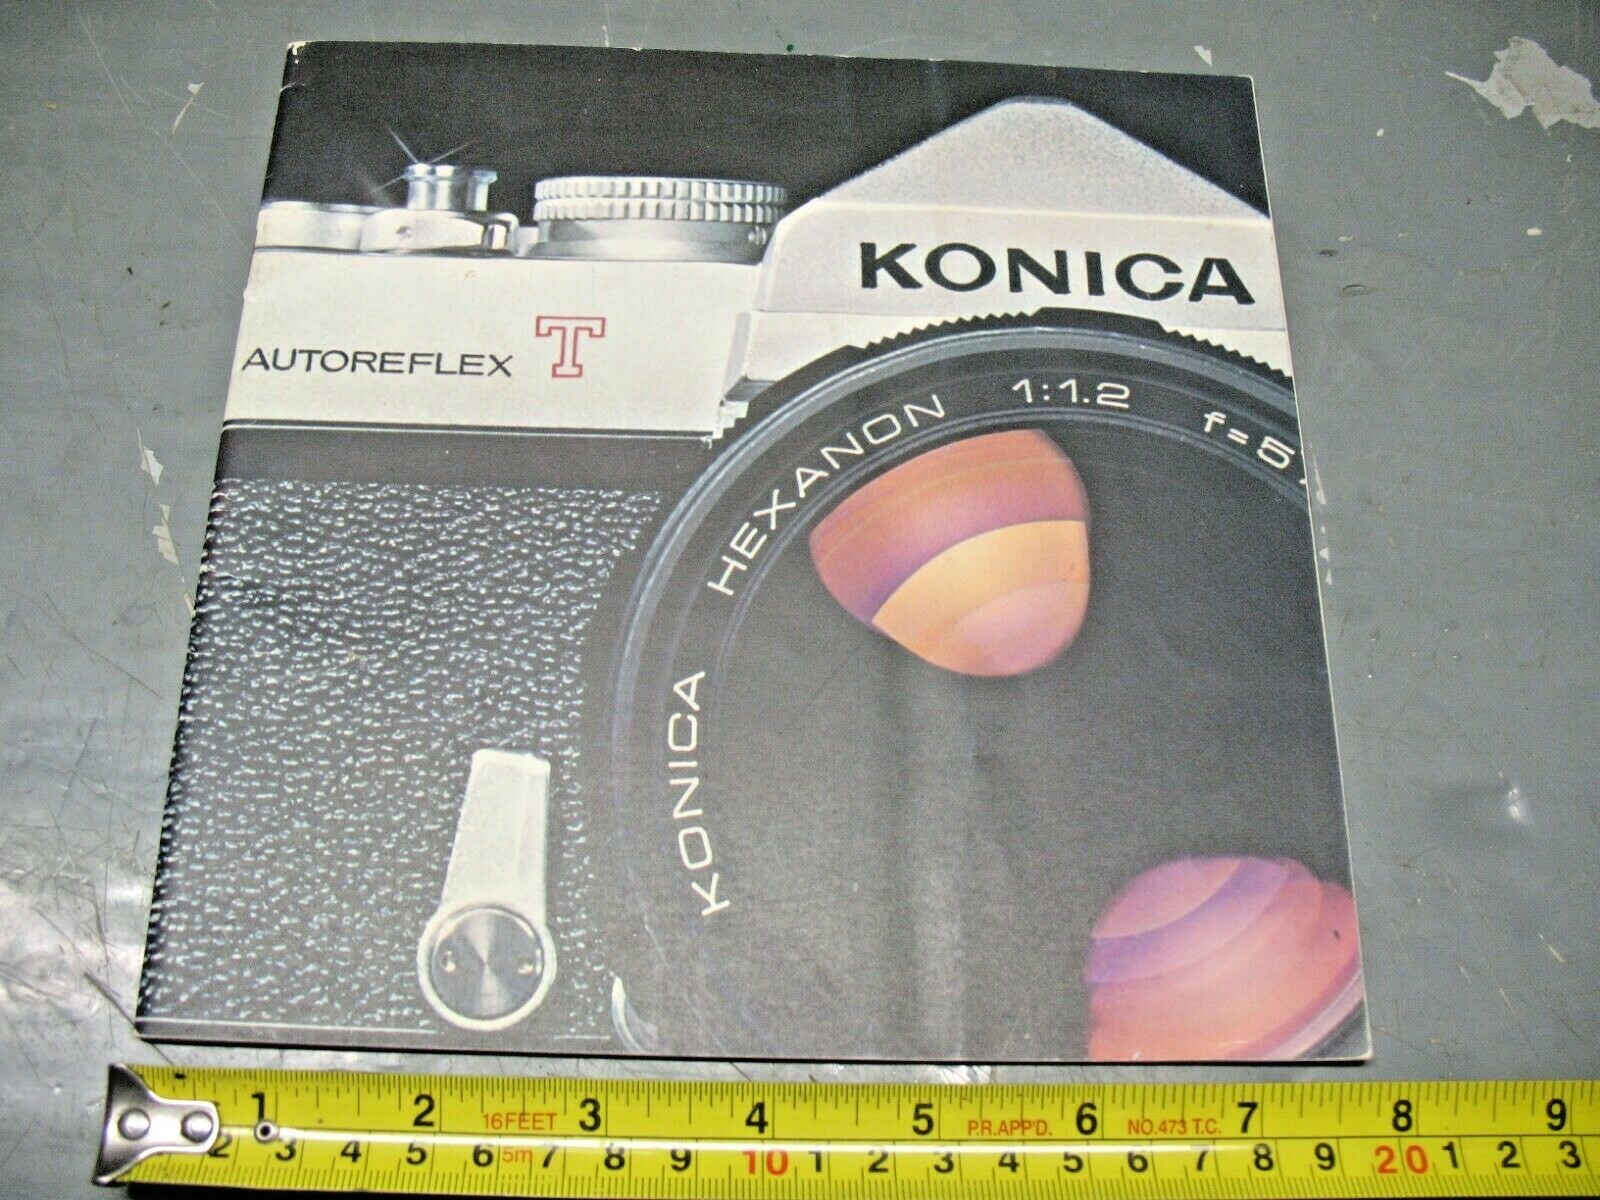 KONICA
AUTOREFLEX T
KONICA HEXANON 1:1.2 f=5
1 2 16 FEET 3 4 5 P.R.APP'D. 6 NO.473 T.C. 7 8 9
2 3 4 5 6 5m 7 8 9 10 1 2 3 4 5 6 7 8 9 20 1 2 3